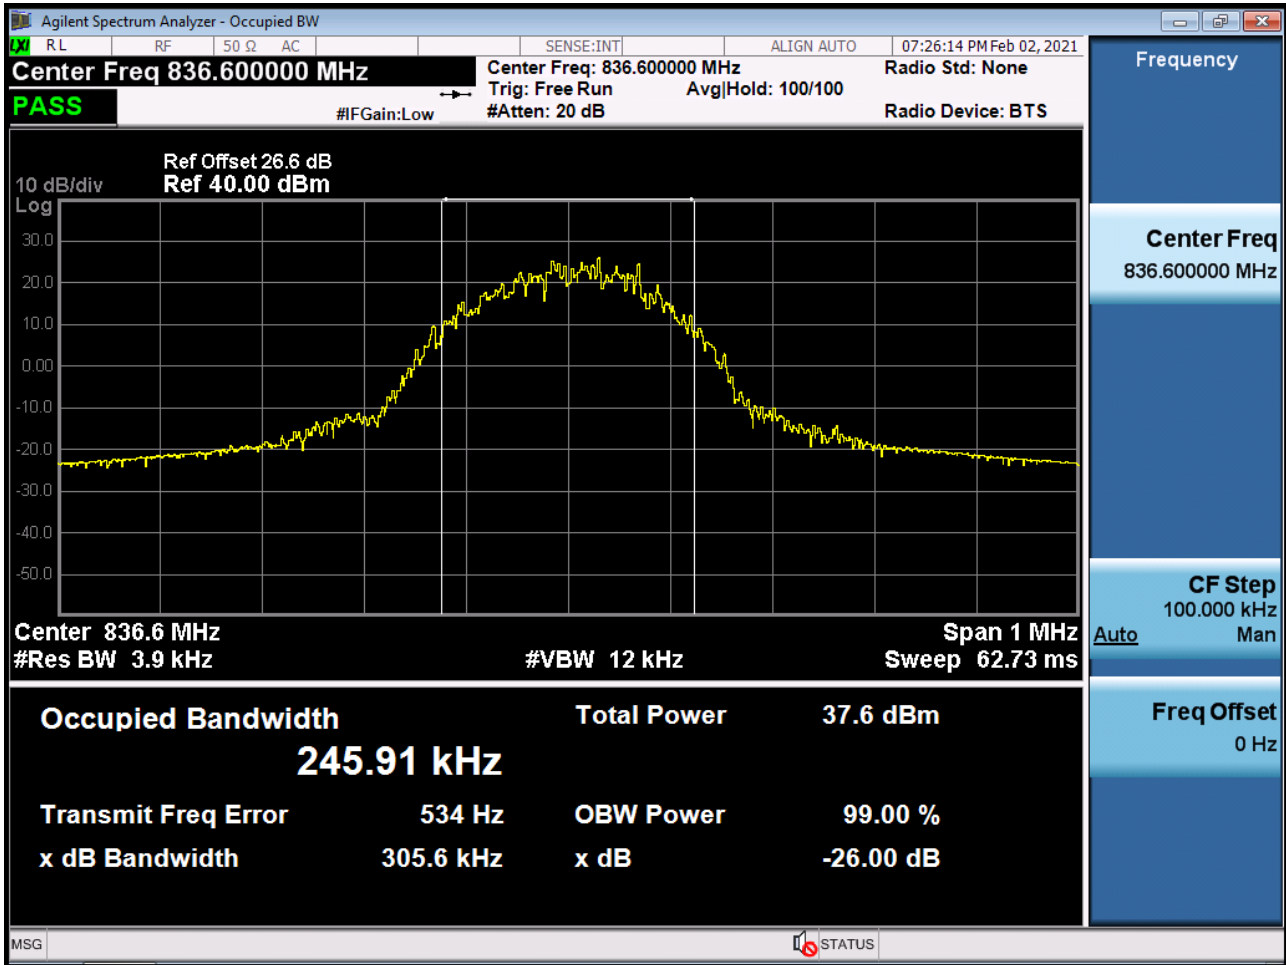 Agilent Spectrum Analyzer - Occupied BW
LXI RL RF 50 Ω AC SENSE:INT ALIGN AUTO 07:26:14 PM Feb 02, 2021
Center Freq 836.600000 MHz
Center Freq: 836.600000 MHz Radio Std: None
Trig: Free Run Avg|Hold: 100/100
PASS
#IFGain:Low #Atten: 20 dB Radio Device: BTS
Ref Offset 26.6 dB
10 dB/div Ref 40.00 dBm
Log
30.0
20.0
10.0
0.00
-10.0
-20.0
-30.0
-40.0
-50.0
Center 836.6 MHz Span 1 MHz
#Res BW 3.9 kHz #VBW 12 kHz Sweep 62.73 ms
Occupied Bandwidth Total Power 37.6 dBm
245.91 kHz
Transmit Freq Error 534 Hz OBW Power 99.00 %
x dB Bandwidth 305.6 kHz x dB -26.00 dB
MSG STATUS
Frequency
Center Freq
836.600000 MHz
CF Step
100.000 kHz
Auto Man
Freq Offset
0 Hz